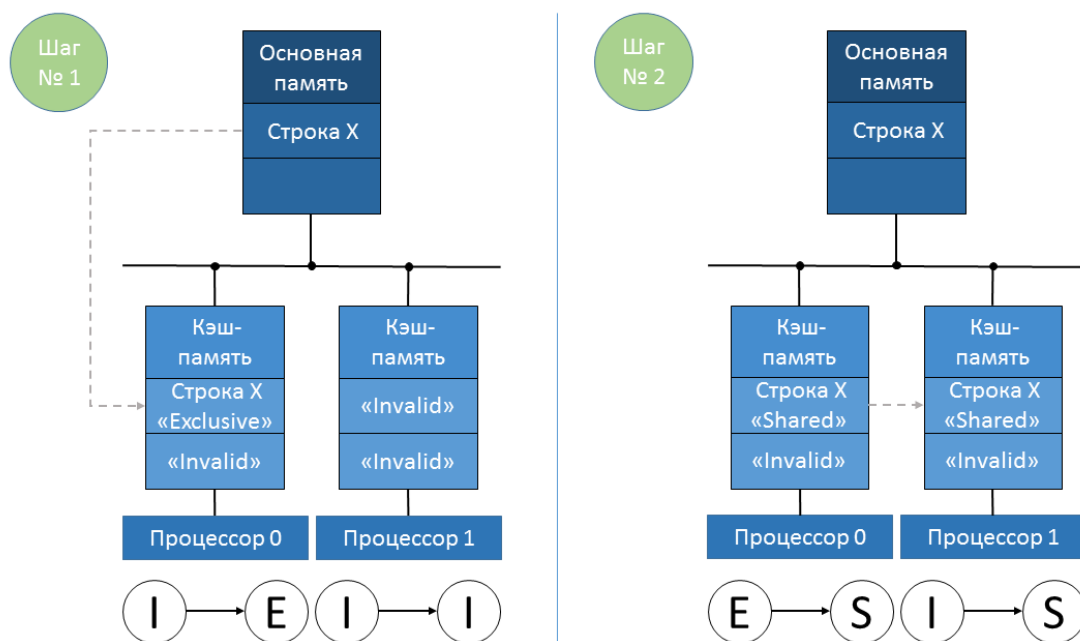 Шаг
№ 1
Основная
память
Строка X
Кэш-
память
Строка X
«Exclusive»
«Invalid»
Кэш-
память
«Invalid»
«Invalid»
Процессор 0
Процессор 1
I
E
I
I
Шаг
№ 2
Основная
память
Строка X
Кэш-
память
Строка X
«Shared»
«Invalid»
Кэш-
память
Строка X
«Shared»
«Invalid»
Процессор 0
Процессор 1
E
S
I
S